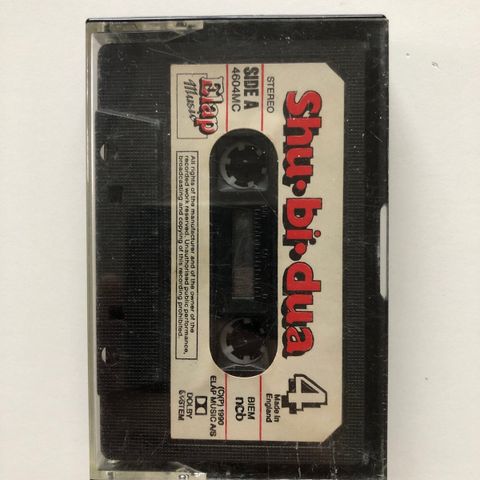 Shu·bi·dua 4
STEREO
SIDE A
4604MC
Elap
Music
Made in
England
BIEM
ncb
(C)(P) 1990
ELAP MUSIC A/S
DOLBY
SYSTEM
All rights of the manufacturer and of the owner of the
recorded work reserved. Unauthorised public performance,
broadcasting and copying of this recording prohibited.